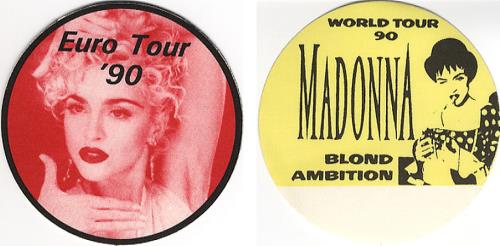 Euro Tour
'90
WORLD TOUR
90
MADONNA
BLOND
AMBITION